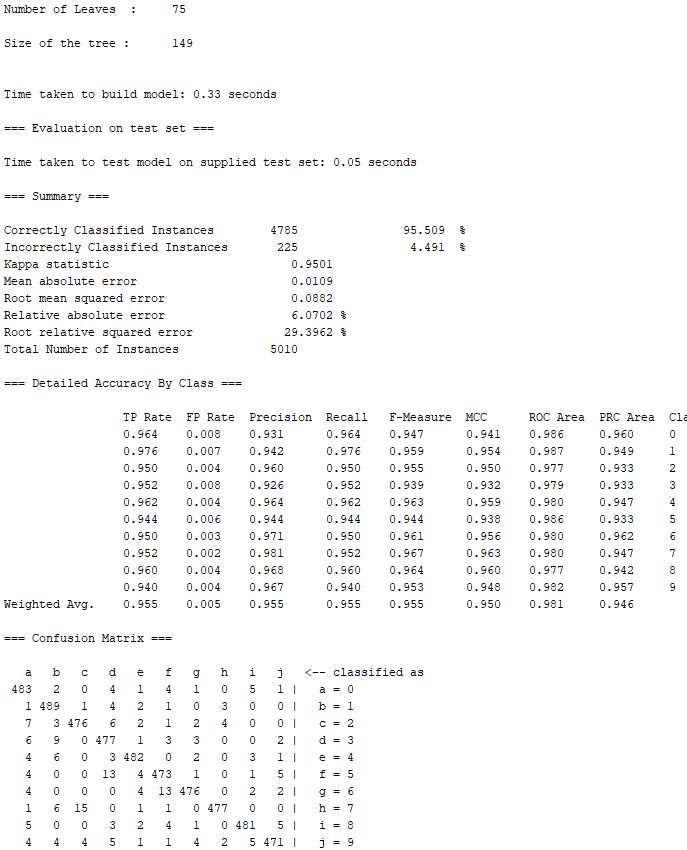 Number of Leaves  :     75
Size of the tree :      149
Time taken to build model: 0.33 seconds
=== Evaluation on test set ===
Time taken to test model on supplied test set: 0.05 seconds
=== Summary ===
Correctly Classified Instances        4785               95.509  %
Incorrectly Classified Instances       225                4.491  %
Kappa statistic                          0.9501
Mean absolute error                      0.0109
Root mean squared error                  0.0882
Relative absolute error                  6.0702 %
Root relative squared error             29.3962 %
Total Number of Instances             5010
=== Detailed Accuracy By Class ===
                 TP Rate  FP Rate  Precision  Recall   F-Measure  MCC      ROC Area  PRC Area  Cla
                 0.964    0.008    0.931      0.964    0.947      0.941    0.986     0.960     0
                 0.976    0.007    0.942      0.976    0.959      0.954    0.987     0.949     1
                 0.950    0.004    0.960      0.950    0.955      0.950    0.977     0.933     2
                 0.952    0.008    0.926      0.952    0.939      0.932    0.979     0.933     3
                 0.962    0.004    0.964      0.962    0.963      0.959    0.980     0.947     4
                 0.944    0.006    0.944      0.944    0.944      0.938    0.986     0.933     5
                 0.950    0.003    0.971      0.950    0.961      0.956    0.980     0.962     6
                 0.952    0.002    0.981      0.952    0.967      0.963    0.980     0.947     7
                 0.960    0.004    0.968      0.960    0.964      0.960    0.977     0.942     8
                 0.940    0.004    0.967      0.940    0.953      0.948    0.982     0.957     9
Weighted Avg.    0.955    0.005    0.955      0.955    0.955      0.950    0.981     0.946
=== Confusion Matrix ===
   a   b   c   d   e   f   g   h   i   j   <-- classified as
 483   2   0   4   1   4   1   0   5   1 |   a = 0
   1 489   1   4   2   1   0   3   0   0 |   b = 1
   7   3 476   6   2   1   2   4   0   0 |   c = 2
   6   9   0 477   1   3   3   0   0   2 |   d = 3
   4   6   0   3 482   0   2   0   3   1 |   e = 4
   4   0   0  13   4 473   1   0   1   5 |   f = 5
   4   0   0   0   4  13 476   0   2   2 |   g = 6
   1   6  15   0   1   1   0 477   0   0 |   h = 7
   5   0   0   3   2   4   1   0 481   5 |   i = 8
   4   4   4   5   1   1   4   2   5 471 |   j = 9